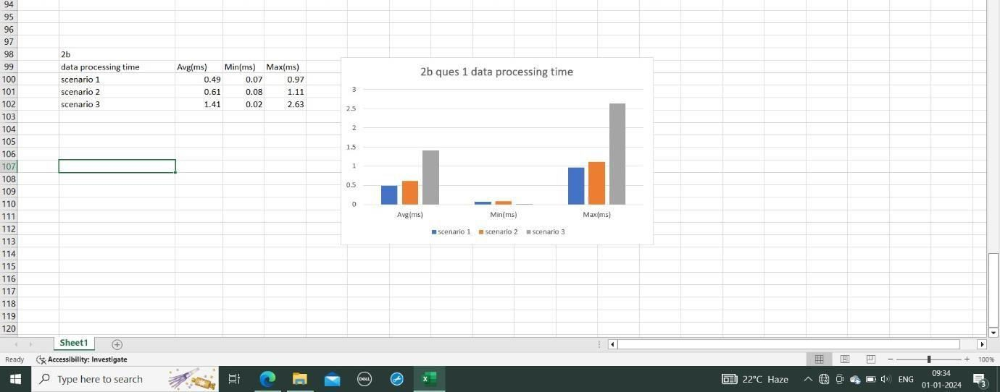 94
95
96
97
98 2b
99 data processing time Avg(ms) Min(ms) Max(ms)
100 scenario 1 0.49 0.07 0.97
101 scenario 2 0.61 0.08 1.11
102 scenario 3 1.41 0.02 2.63
103
104
105
106
107
108
109
110
111
112
113
114
115
116
117
118
119
120
2b ques 1 data processing time
3
2.5
2
1.5
1
0.5
0
Avg(ms) Min(ms) Max(ms)
scenario 1 scenario 2 scenario 3
Sheet1
Ready Accessibility: Investigate 100%
Type here to search DELL X 22°C Haze ENG 09:34
01-01-2024 3